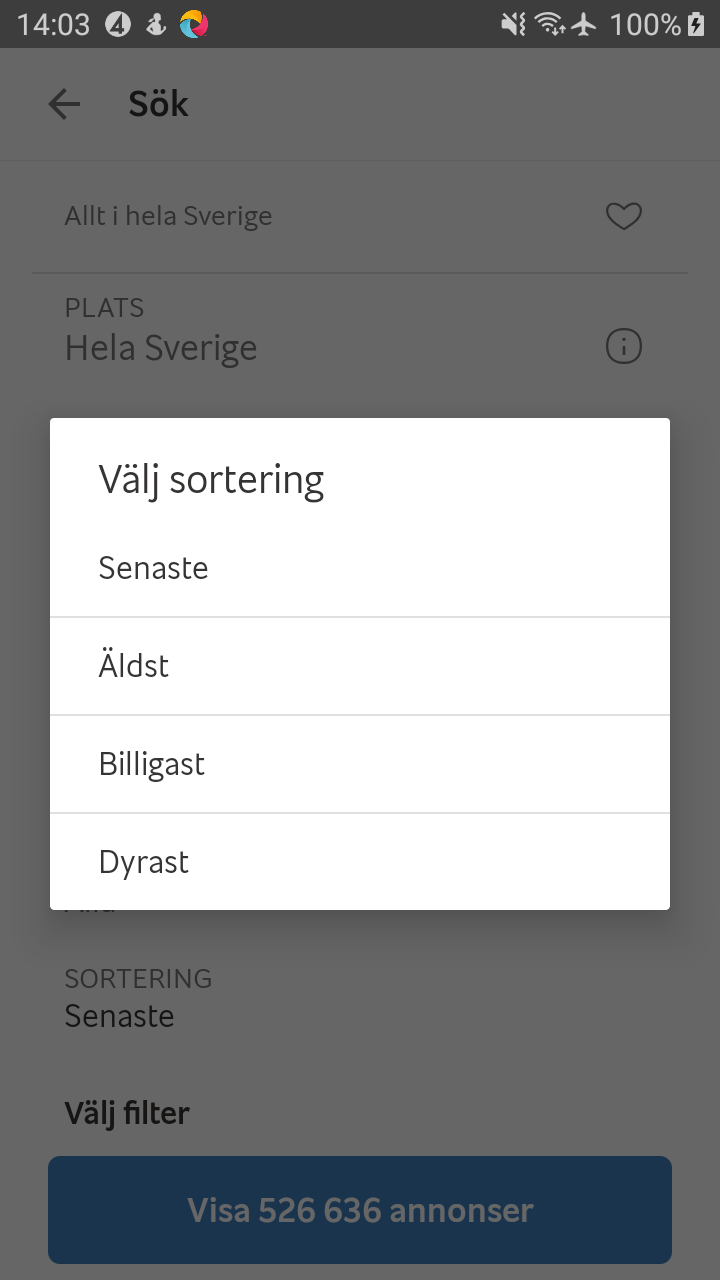 14:03
100%
Sök
Allt i hela Sverige
PLATS
Hela Sverige
Välj sortering
Senaste
Äldst
Billigast
Dyrast
SORTERING
Senaste
Välj filter
Visa 526 636 annonser